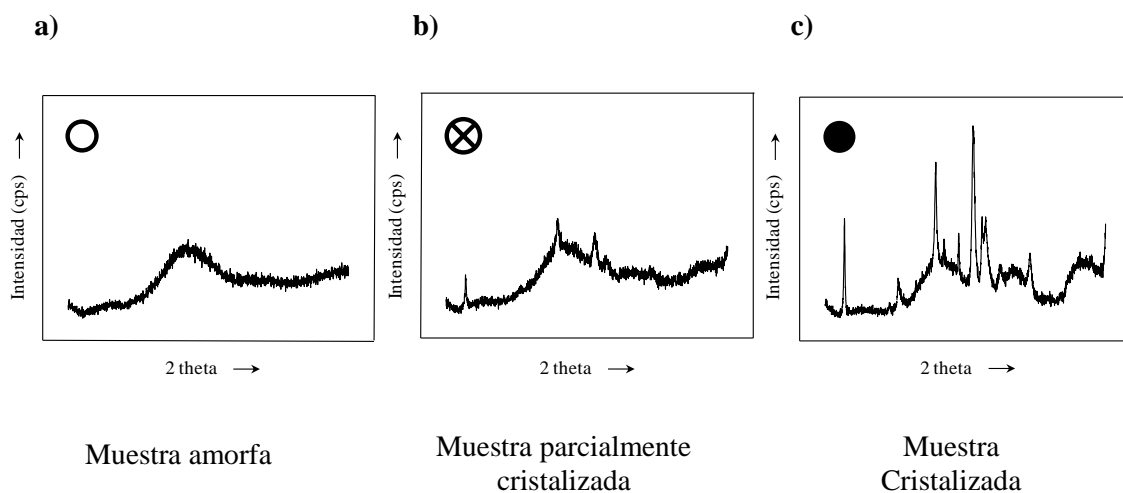 a)
b)
c)
Intensidad (cps)
Intensidad (cps)
Intensidad (cps)
2 theta
2 theta
2 theta
Muestra amorfa
Muestra parcialmente
cristalizada
Muestra
Cristalizada